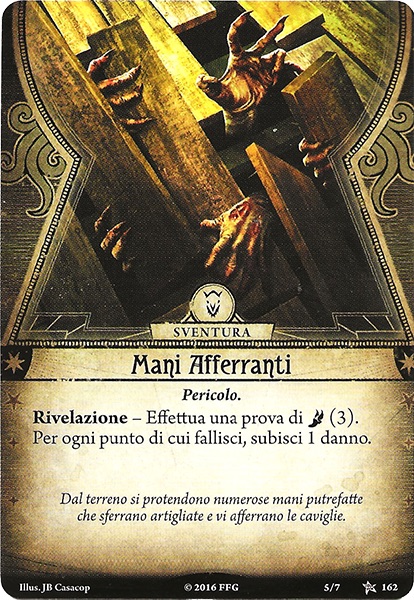 SVENTURA
Mani Afferranti
Pericolo.
Rivelazione – Effettua una prova di (3).
Per ogni punto di cui fallisci, subisci 1 danno.
Dal terreno si protendono numerose mani putrefatte
che sferrano artigliate e vi afferrano le caviglie.
Illus. JB Casacop © 2016 FFG 5/7 162